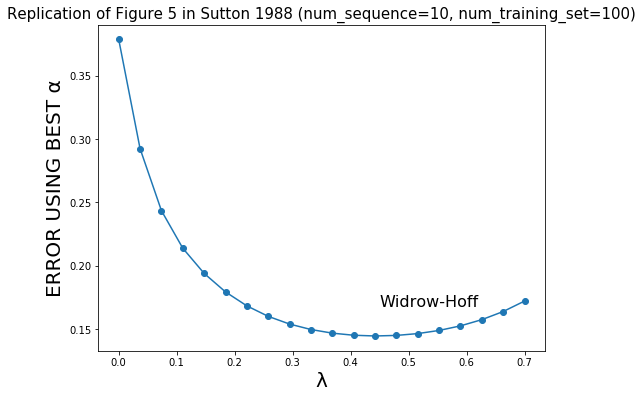 Replication of Figure 5 in Sutton 1988 (num_sequence=10, num_training_set=100)
ERROR USING BEST α
0.35
0.30
0.25
0.20
0.15
Widrow-Hoff
0.0 0.1 0.2 0.3 0.4 0.5 0.6 0.7
λ